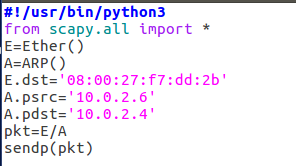 #!/usr/bin/python3
from scapy.all import *
E=Ether()
A=ARP()
E.dst='08:00:27:f7:dd:2b'
A.psrc='10.0.2.6'
A.pdst='10.0.2.4'
pkt=E/A
sendp(pkt)